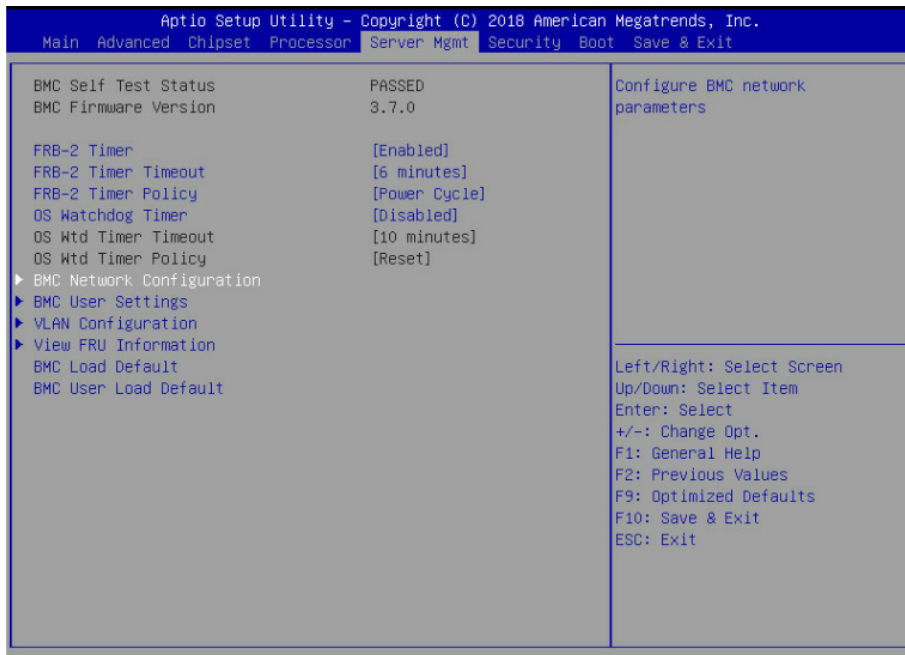 Aptio Setup Utility – Copyright (C) 2018 American Megatrends, Inc.
Main Advanced Chipset Processor Server Mgmt Security Boot Save & Exit
BMC Self Test Status PASSED
BMC Firmware Version 3.7.0
FRB-2 Timer [Enabled]
FRB-2 Timer Timeout [6 minutes]
FRB-2 Timer Policy [Power Cycle]
OS Watchdog Timer [Disabled]
OS Wtd Timer Timeout [10 minutes]
OS Wtd Timer Policy [Reset]
BMC Network Configuration
BMC User Settings
VLAN Configuration
View FRU Information
BMC Load Default
BMC User Load Default
Configure BMC network
parameters
Left/Right: Select Screen
Up/Down: Select Item
Enter: Select
+/-: Change Opt.
F1: General Help
F2: Previous Values
F9: Optimized Defaults
F10: Save & Exit
ESC: Exit